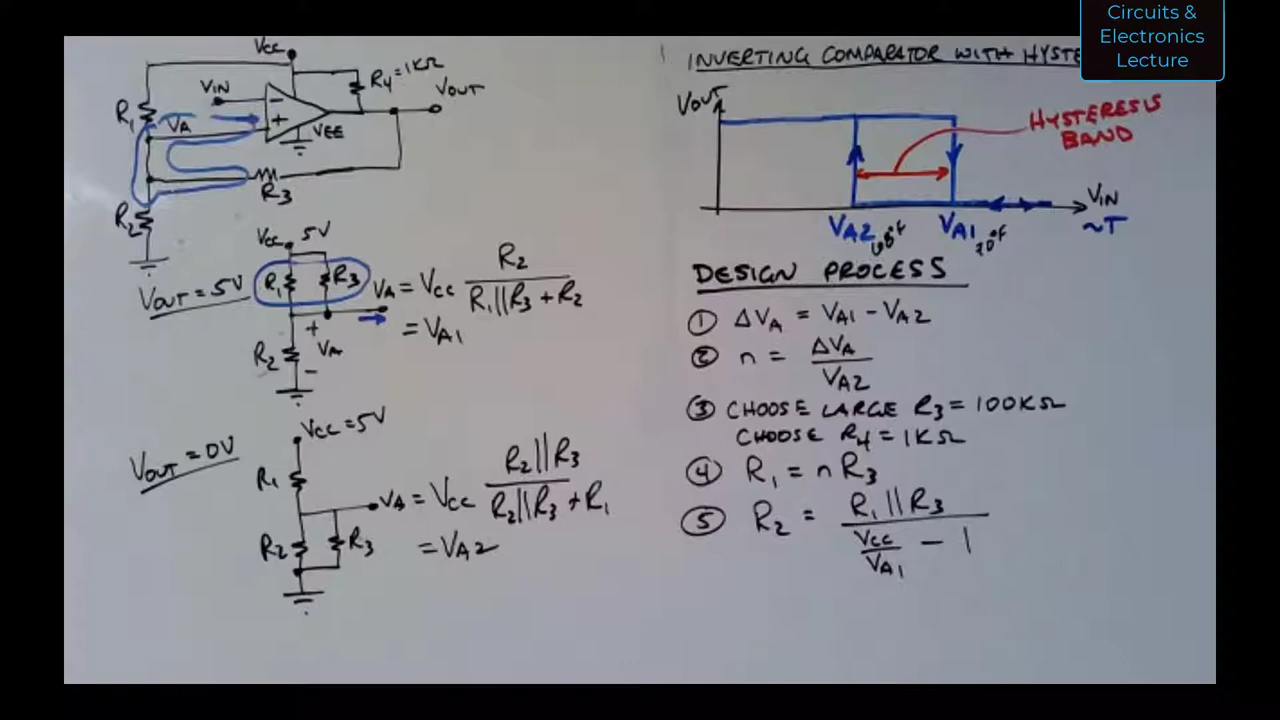 Circuits &
Electronics
Lecture
INVERTING COMPARATOR WITH HYSTE
VCC
R4=1KΩ
VIN
VOUT
-
+
R1
VA
VEE
R3
R2
VCC 5V
VOUT = 5V
R1 R3
VA = VCC R2 / R1||R3 + R2
= VA1
+
VA
-
R2
VCC = 5V
VOUT = 0V
R1
VA = VCC R2||R3 / R2||R3 + R1
= VA2
R2 R3
VOUT
HYSTERESIS
BAND
VIN
~T
VA2 VA1
DESIGN PROCESS
① ΔVA = VA1 - VA2
② n = ΔVA / VA2
③ CHOOSE LARGE R3 = 100KΩ
CHOOSE R4 = 1KΩ
④ R1 = n R3
⑤ R2 = R1 || R3 / VCC / VA1 - 1